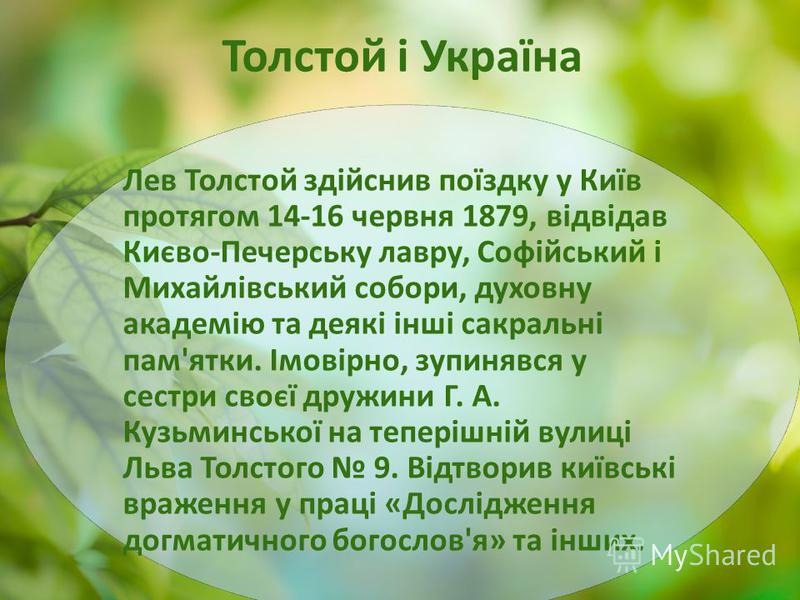 Толстой і Україна
Лев Толстой здійснив поїздку у Київ
протягом 14-16 червня 1879, відвідав
Києво-Печерську лавру, Софійський і
Михайлівський собори, духовну
академію та деякі інші сакральні
пам'ятки. Імовірно, зупинявся у
сестри своєї дружини Г. А.
Кузьминської на теперішній вулиці
Льва Толстого № 9. Відтворив київські
враження у праці «Дослідження
догматичного богослов'я» та інших.
MyShared